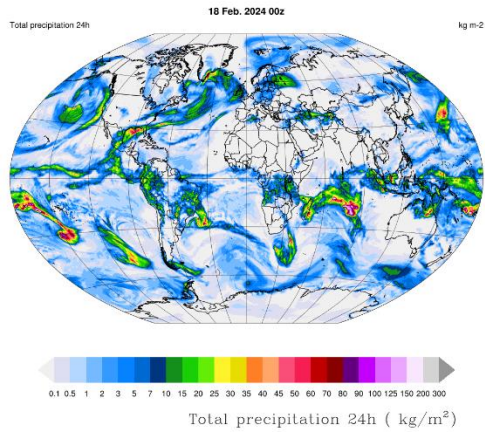 18 Feb. 2024 00z
Total precipitation 24h kg m-2
0.1 0.5 1 2 3 5 7 10 15 20 25 30 35 40 45 50 60 70 80 90 100 125 150 200 300
Total precipitation 24h ( kg/m²)